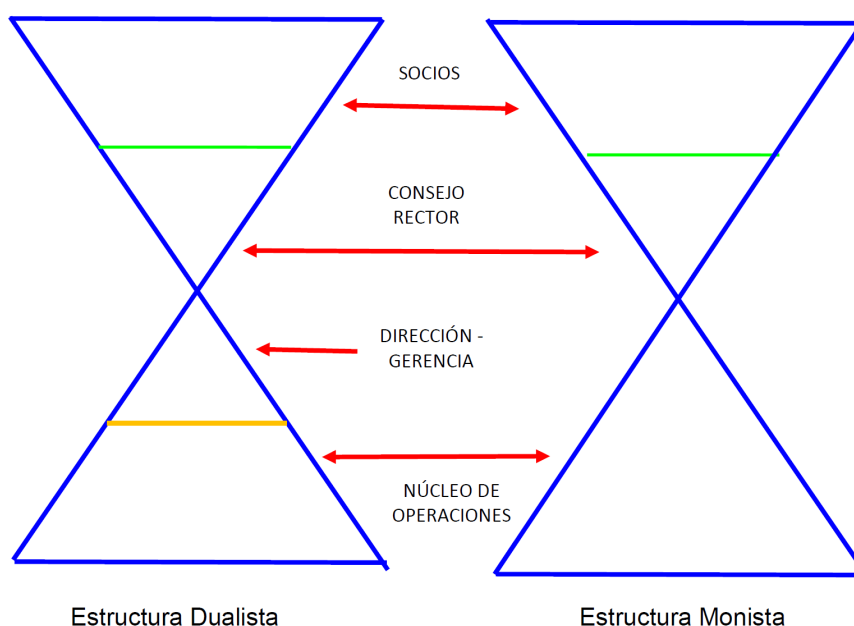 SOCIOS
CONSEJO
RECTOR
DIRECCIÓN -
GERENCIA
NÚCLEO DE
OPERACIONES
Estructura Dualista
Estructura Monista